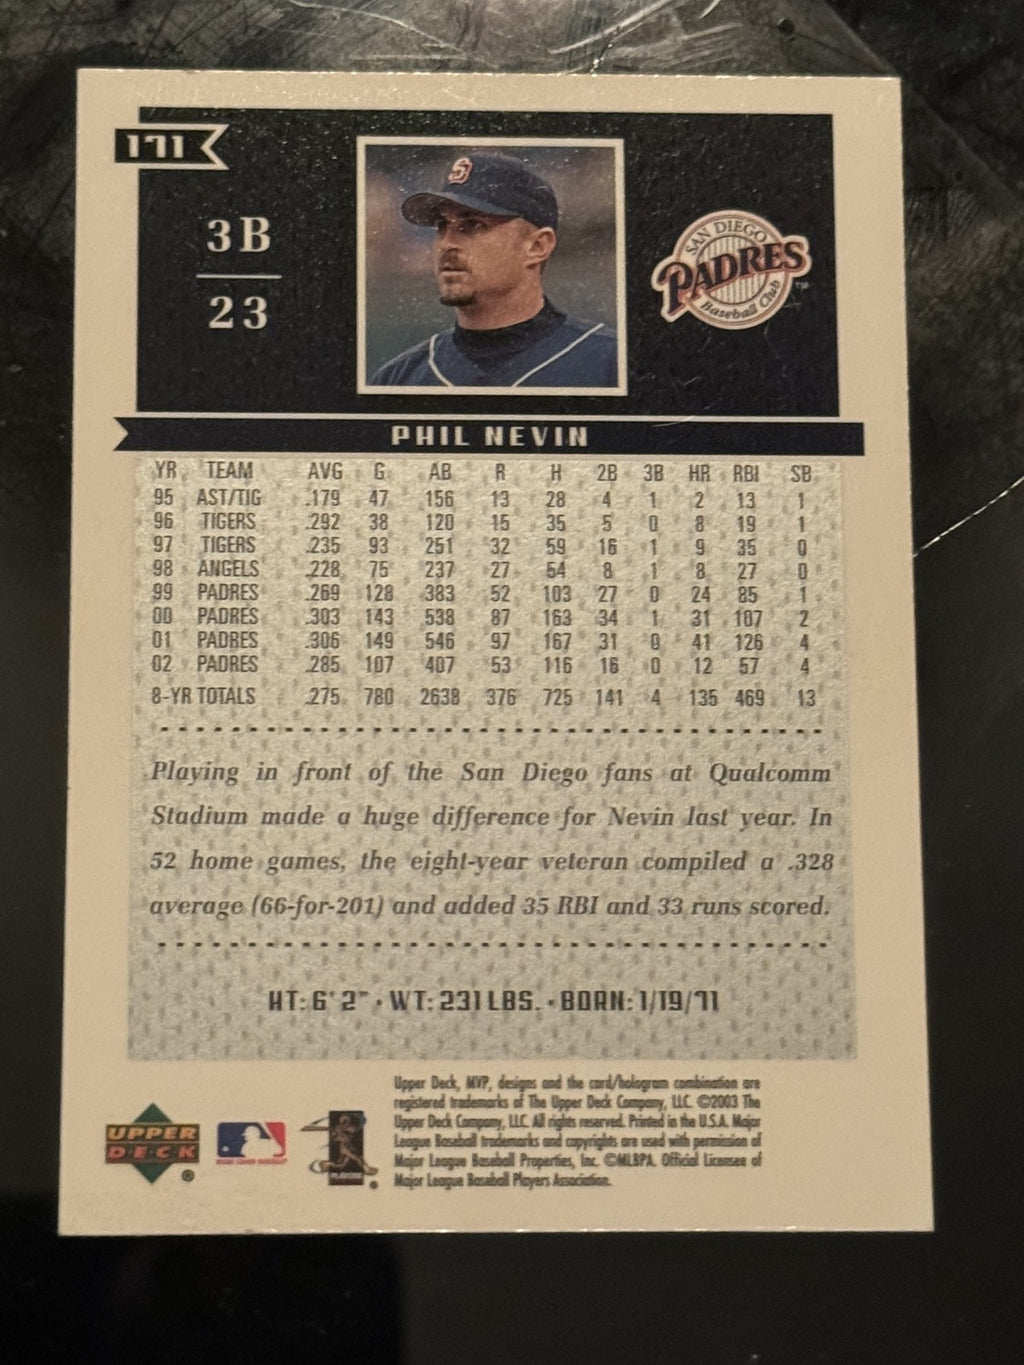 171
3B
23
S
SAN DIEGO
PADRES
Baseball Club
TM
PHIL NEVIN
YR TEAM AVG G AB R H 2B 3B HR RBI SB
95 AST/TIG .179 47 156 13 28 4 1 2 13 1
96 TIGERS .292 38 120 15 35 5 0 8 19 1
97 TIGERS .235 93 251 32 59 16 1 9 35 0
98 ANGELS .228 75 237 27 54 8 1 8 27 0
99 PADRES .269 128 383 52 103 27 0 24 85 1
00 PADRES .303 143 538 87 163 34 1 31 107 2
01 PADRES .306 149 546 97 167 31 0 41 126 4
02 PADRES .285 107 407 53 116 16 0 12 57 4
8-YR TOTALS .275 780 2638 376 725 141 4 135 469 13
Playing in front of the San Diego fans at Qualcomm
Stadium made a huge difference for Nevin last year. In
52 home games, the eight-year veteran compiled a .328
average (66-for-201) and added 35 RBI and 33 runs scored.
HT: 6' 2" • WT: 231 LBS. • BORN: 1/19/71
Upper Deck, MVP, designs and the card/hologram combination are
registered trademarks of The Upper Deck Company, LLC. ©2003 The
Upper Deck Company, LLC. All rights reserved. Printed in the U.S.A. Major
League Baseball trademarks and copyrights are used with permission of
Major League Baseball Properties, Inc. ©MLBPA. Official Licensee of
Major League Baseball Players Association.
UPPER
DECK
®